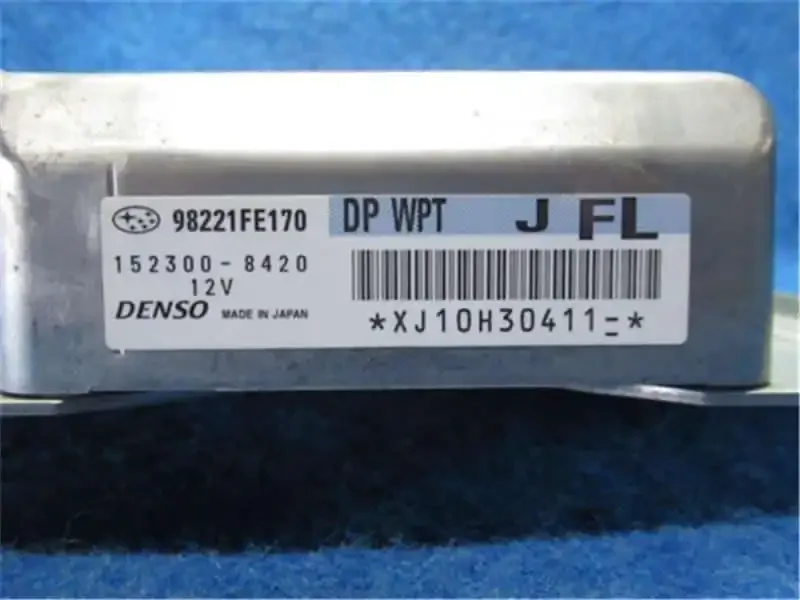 98221FE170 DP WPT J FL
152300-8420
12V
DENSO MADE IN JAPAN
*XJ10H30411-*